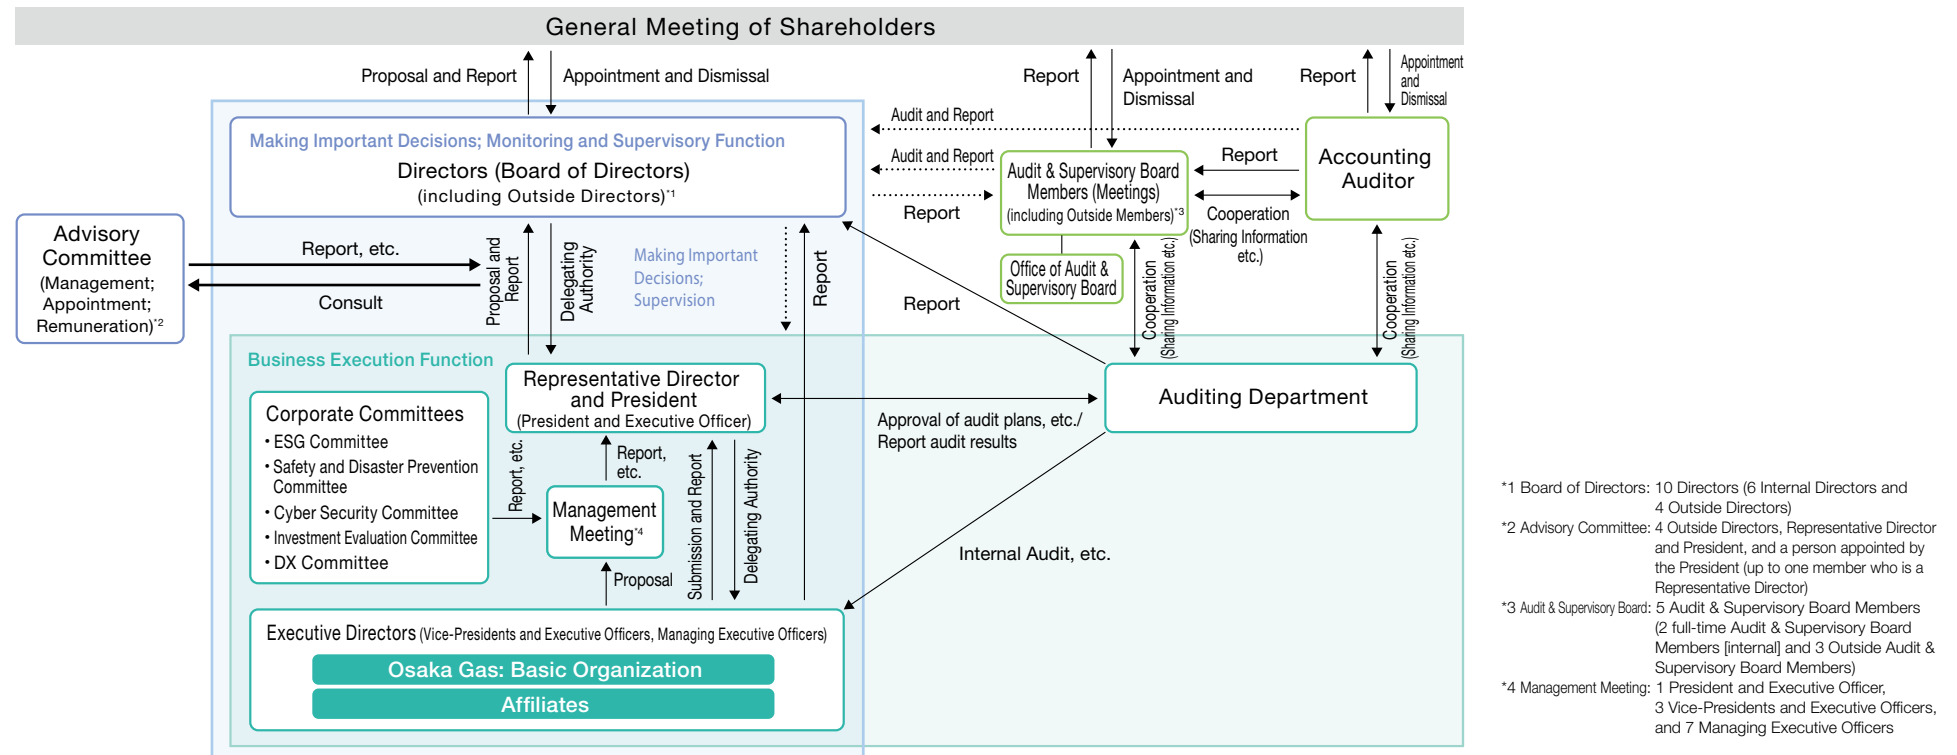 General Meeting of Shareholders
Proposal and Report
Appointment and Dismissal
Report
Appointment and
Dismissal
Report
Appointment
and
Dismissal
Making Important Decisions; Monitoring and Supervisory Function
Directors (Board of Directors)
(including Outside Directors)*1
Audit and Report
Audit and Report
Report
Audit & Supervisory Board
Members (Meetings)
(including Outside Members)*3
Office of Audit &
Supervisory Board
Report
Cooperation
(Sharing Information
etc.)
Accounting
Auditor
Advisory
Committee
(Management;
Appointment;
Remuneration)*2
Report, etc.
Consult
Proposal and
Report
Delegating
Authority
Making Important
Decisions;
Supervision
Report
Report
Cooperation
(Sharing Information etc.)
Cooperation
(Sharing Information etc.)
Business Execution Function
Representative Director
and President
(President and Executive Officer)
Approval of audit plans, etc./
Report audit results
Auditing Department
Corporate Committees
• ESG Committee
• Safety and Disaster Prevention
Committee
• Cyber Security Committee
• Investment Evaluation Committee
• DX Committee
Report, etc.
Report,
etc.
Management
Meeting*4
Proposal
Submission and Report
Delegating Authority
Internal Audit, etc.
Executive Directors (Vice-Presidents and Executive Officers, Managing Executive Officers)
Osaka Gas: Basic Organization
Affiliates
*1 Board of Directors: 10 Directors (6 Internal Directors and
4 Outside Directors)
*2 Advisory Committee: 4 Outside Directors, Representative Director
and President, and a person appointed by
the President (up to one member who is a
Representative Director)
*3 Audit & Supervisory Board: 5 Audit & Supervisory Board Members
(2 full-time Audit & Supervisory Board
Members [internal] and 3 Outside Audit &
Supervisory Board Members)
*4 Management Meeting: 1 President and Executive Officer,
3 Vice-Presidents and Executive Officers,
and 7 Managing Executive Officers